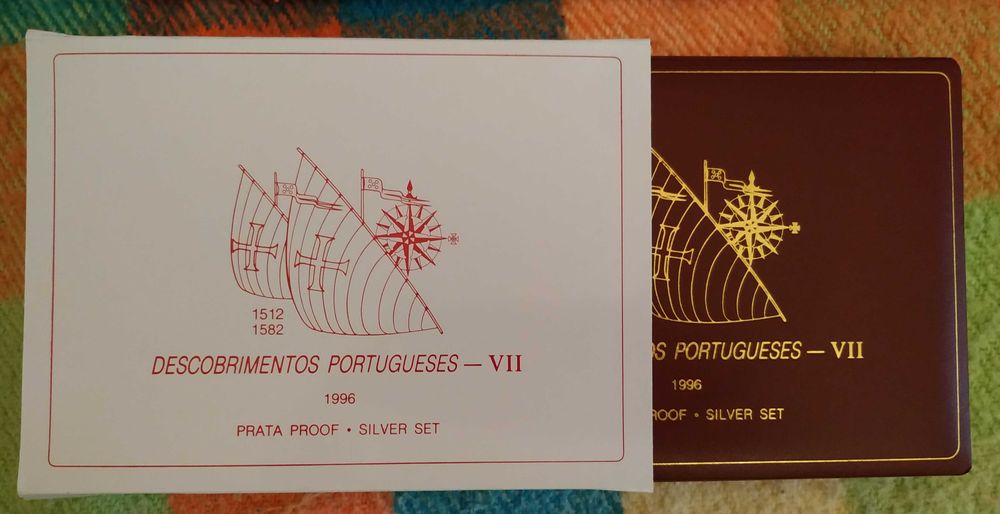 1512
1582
DESCOBRIMENTOS PORTUGUESES — VII
1996
PRATA PROOF • SILVER SET
OS PORTUGUESES — VII
1996
ROOF • SILVER SET